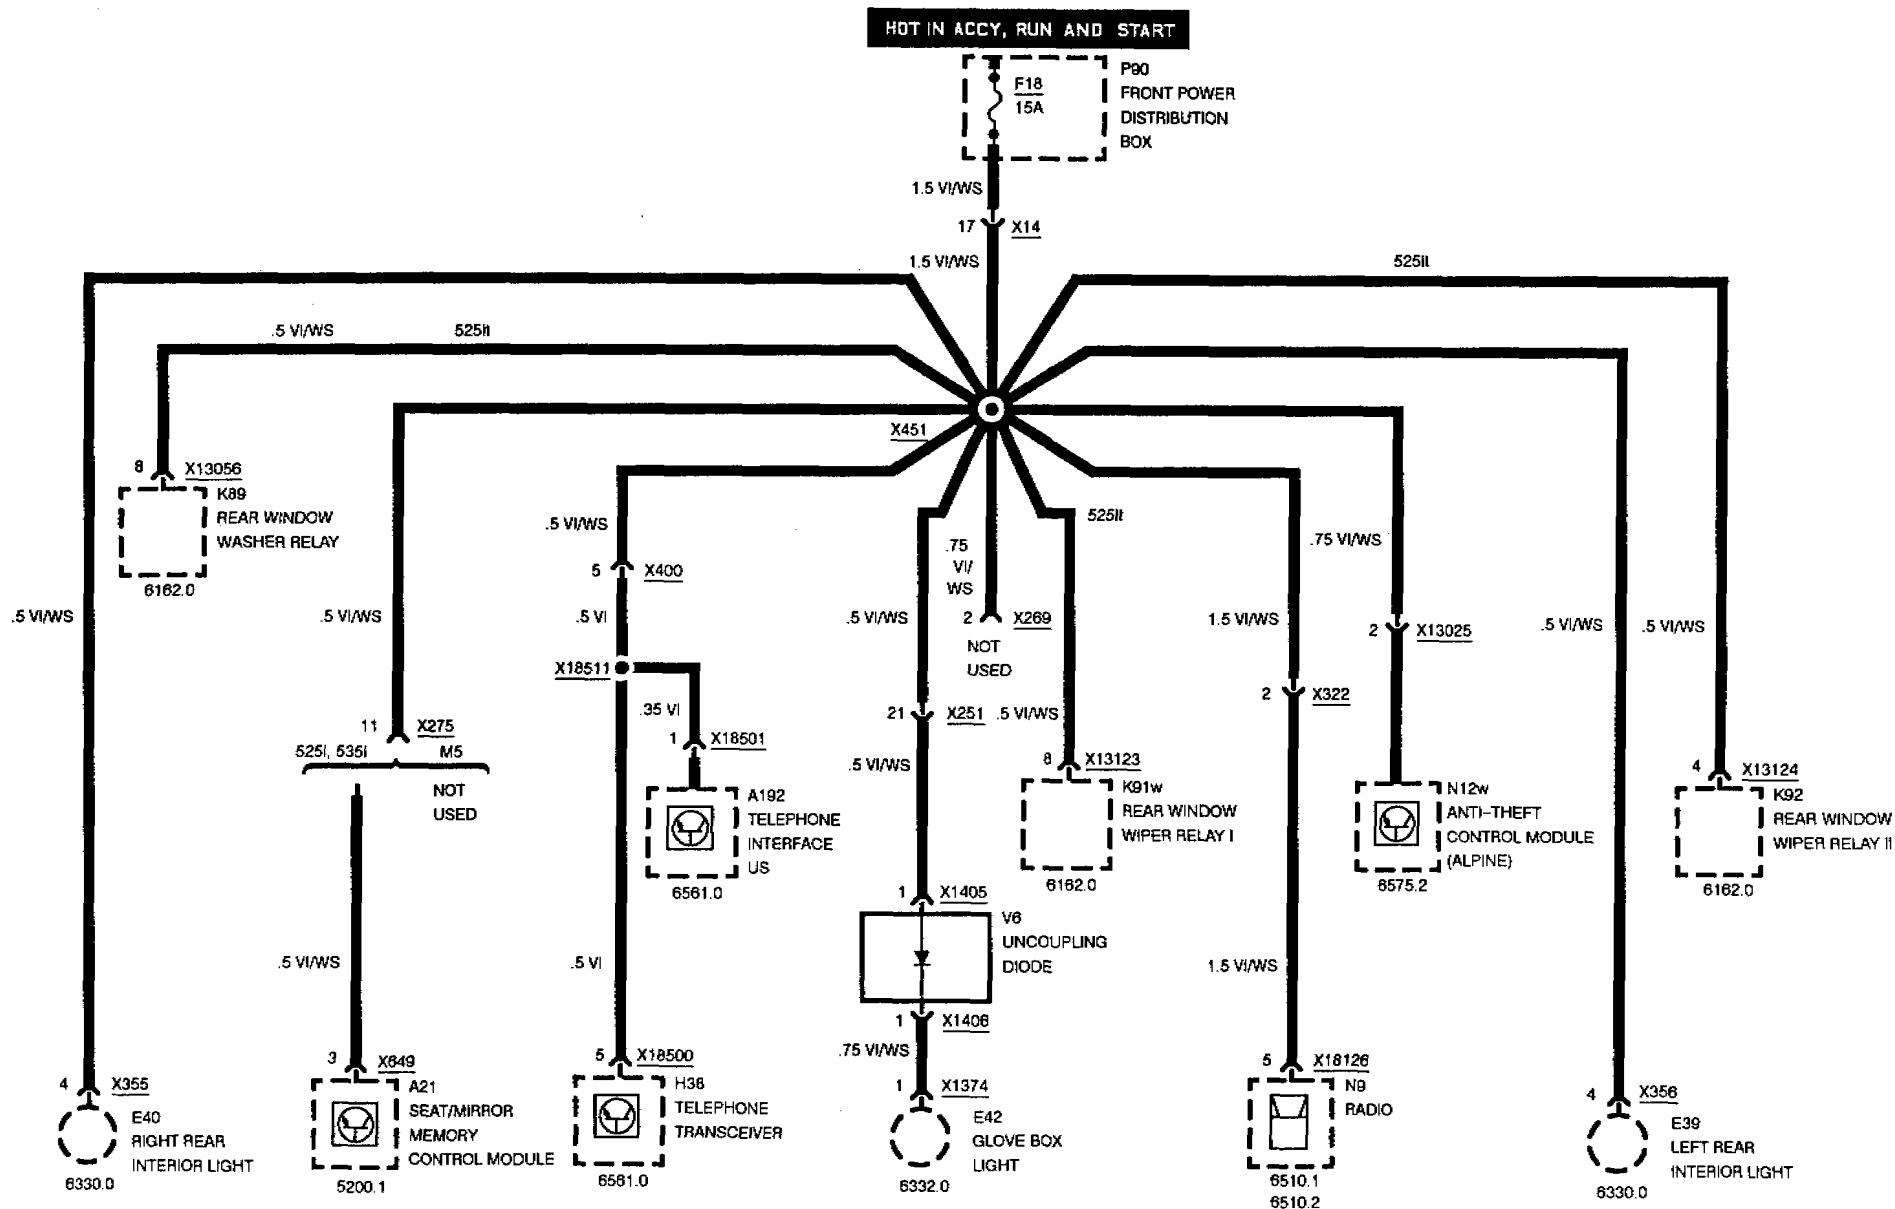 HOT IN ACCY, RUN AND START
P90
FRONT POWER
DISTRIBUTION
BOX
F18
15A
1.5 VI/WS
17
X14
1.5 VI/WS
525it
.5 VI/WS
525it
X451
8
X13056
K89
REAR WINDOW
WASHER RELAY
6162.0
.5 VI/WS
5
X400
.5 VI
X18511
.35 VI
1
X18501
A192
TELEPHONE
INTERFACE
US
6561.0
.5 VI/WS
.5 VI/WS
11
X275
525i, 535i
M5
NOT
USED
.5 VI/WS
3
X649
A21
SEAT/MIRROR
MEMORY
CONTROL MODULE
5200.1
.5 VI
5
X18500
H38
TELEPHONE
TRANSCEIVER
6561.0
4
X355
E40
RIGHT REAR
INTERIOR LIGHT
6330.0
.75
VI/
WS
2
X269
NOT
USED
.5 VI/WS
21
X251
.5 VI/WS
1
X1405
V6
UNCOUPLING
DIODE
1
X1406
.75 VI/WS
1
X1374
E42
GLOVE BOX
LIGHT
6332.0
525it
.5 VI/WS
8
X13123
K91w
REAR WINDOW
WIPER RELAY I
6162.0
1.5 VI/WS
2
X322
1.5 VI/WS
5
X18126
N9
RADIO
6510.1
6510.2
.75 VI/WS
2
X13025
N12w
ANTI-THEFT
CONTROL MODULE
(ALPINE)
6575.2
.5 VI/WS
4
X356
E39
LEFT REAR
INTERIOR LIGHT
6330.0
.5 VI/WS
4
X13124
K92
REAR WINDOW
WIPER RELAY II
6162.0